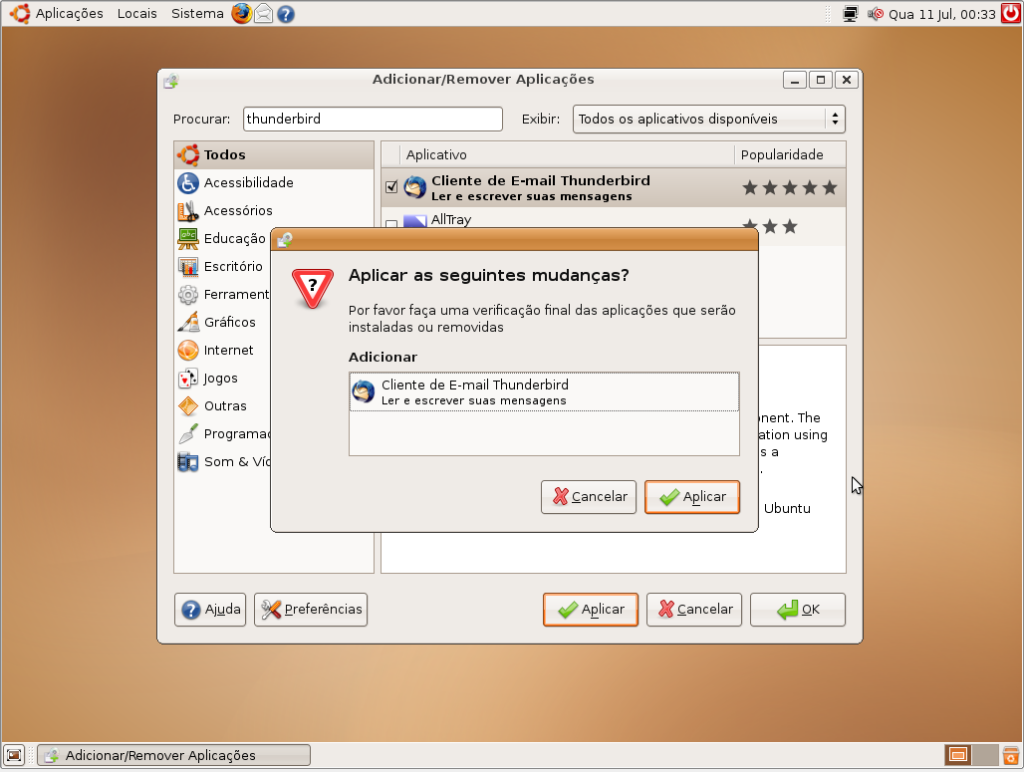 Aplicações Locais Sistema Qua 11 Jul, 00:33
Adicionar/Remover Aplicações
Procurar: thunderbird Exibir: Todos os aplicativos disponíveis
Todos
Acessibilidade
Acessórios
Educação
Escritório
Ferrament
Gráficos
Internet
Jogos
Outras
Programac
Som & Víd
Aplicativo Popularidade
Cliente de E-mail Thunderbird
Ler e escrever suas mensagens
AllTray
Aplicar as seguintes mudanças?
Por favor faça uma verificação final das aplicações que serão
instaladas ou removidas
Adicionar
Cliente de E-mail Thunderbird
Ler e escrever suas mensagens
Cancelar Aplicar
nent. The
ation using
s a
Ubuntu
Ajuda Preferências Aplicar Cancelar OK
Adicionar/Remover Aplicações